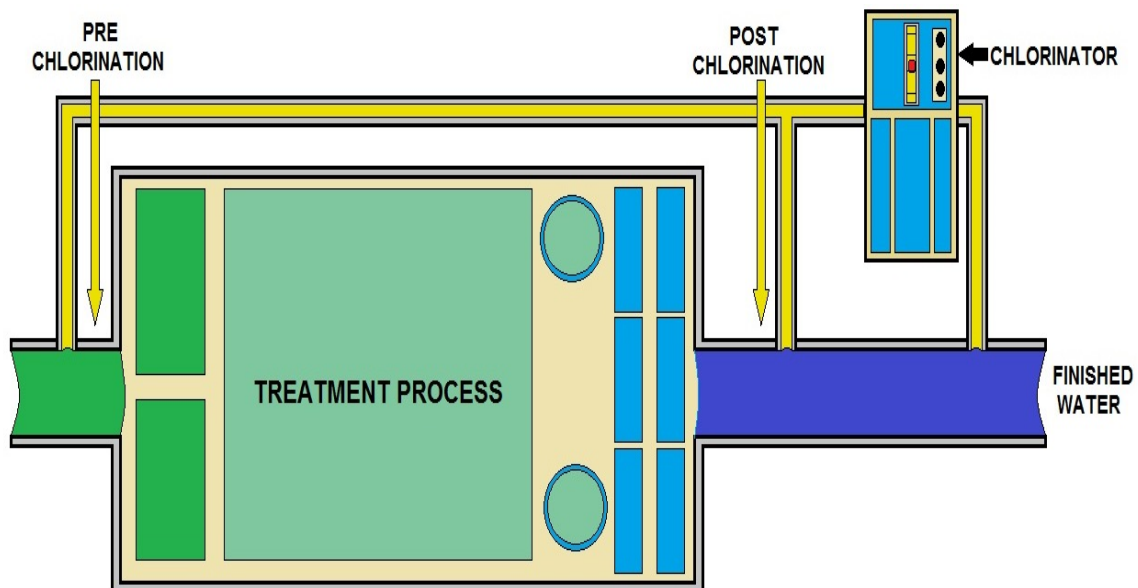 PRE
CHLORINATION
POST
CHLORINATION
CHLORINATOR
TREATMENT PROCESS
FINISHED
WATER